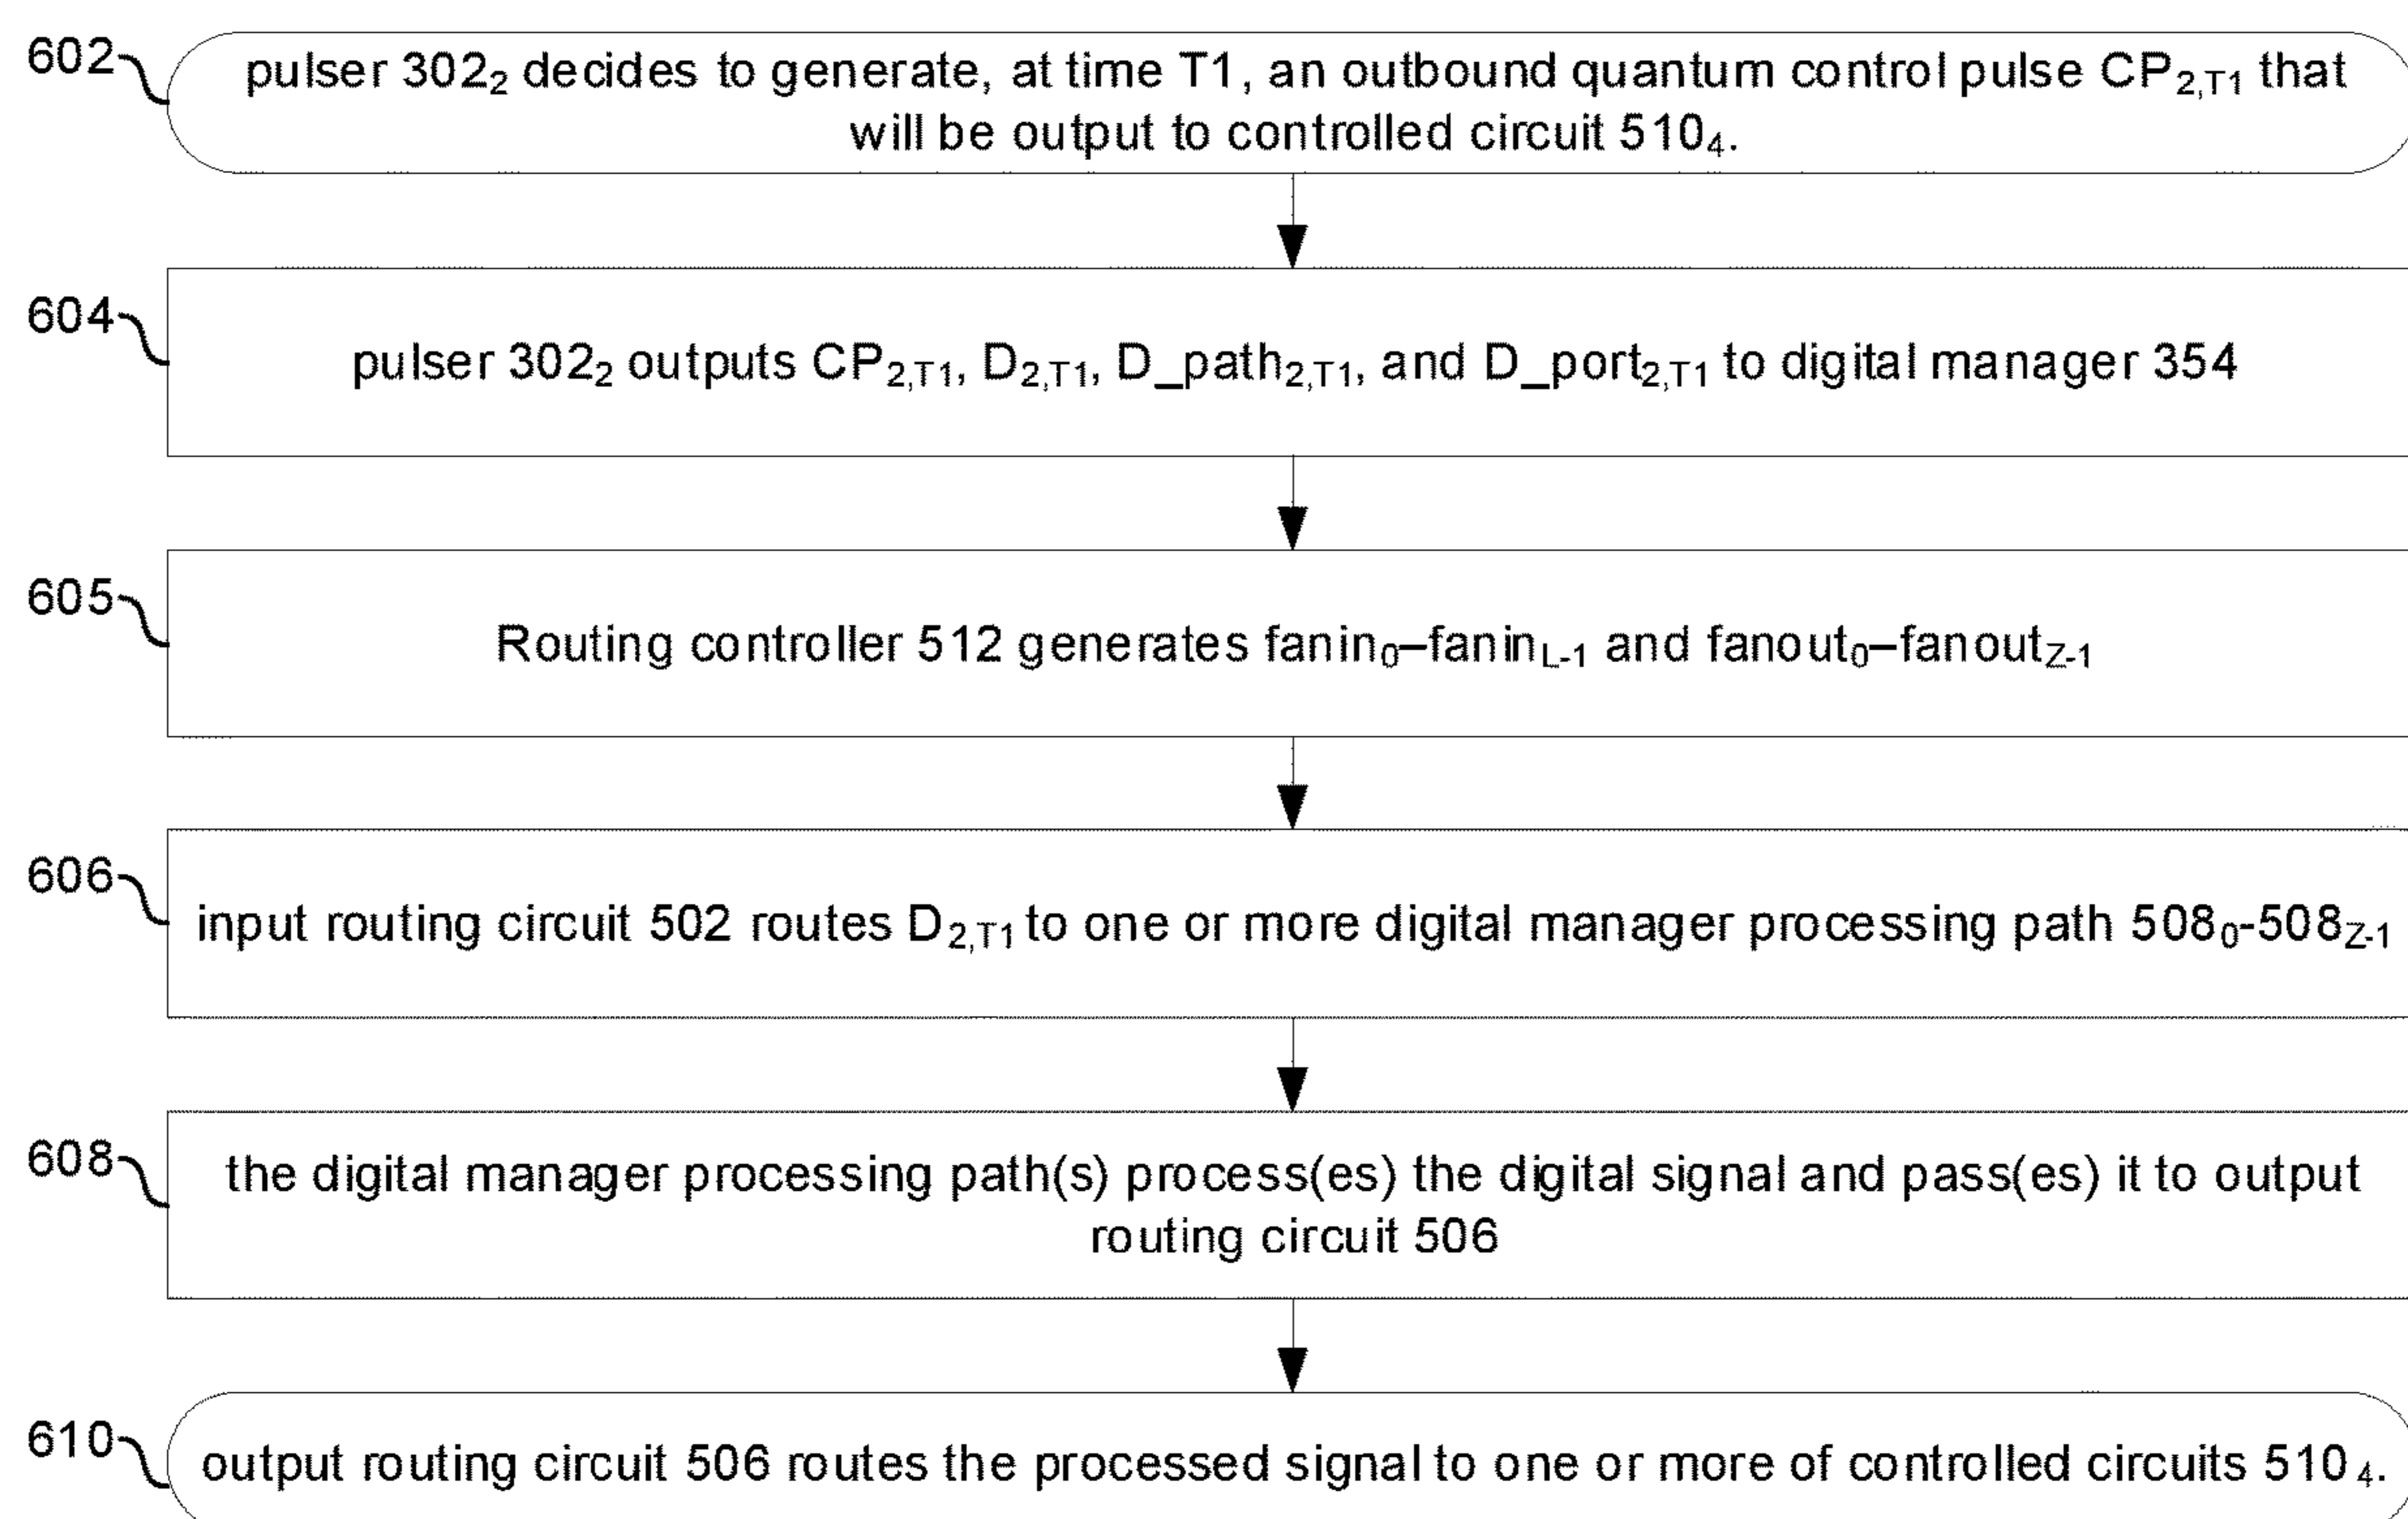 602
pulser 302₂ decides to generate, at time T1, an outbound quantum control pulse CP₂,T1 that
will be output to controlled circuit 510₄.
604
pulser 302₂ outputs CP₂,T1, D₂,T1, D_path₂,T1, and D_port₂,T1 to digital manager 354
605
Routing controller 512 generates fanin₀–faninL-1 and fanout₀–fanoutZ-1
606
input routing circuit 502 routes D₂,T1 to one or more digital manager processing path 508₀-508Z-1
608
the digital manager processing path(s) process(es) the digital signal and pass(es) it to output
routing circuit 506
610
output routing circuit 506 routes the processed signal to one or more of controlled circuits 510₄.